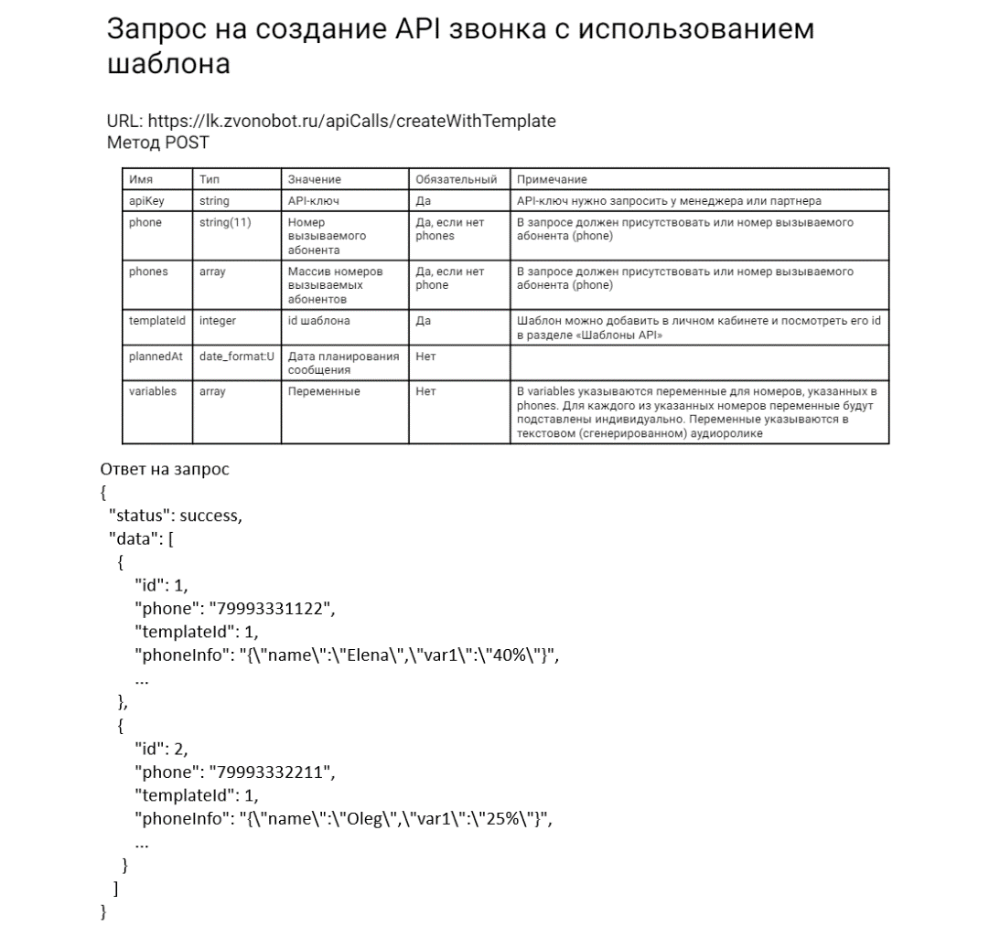 Запрос на создание API звонка с использованием
шаблона
URL: https://lk.zvonobot.ru/apiCalls/createWithTemplate
Метод POST
Имя Тип Значение Обязательный Примечание
apiKey string API-ключ Да API-ключ нужно запросить у менеджера или партнера
phone string(11) Номер вызываемого абонента Да, если нет phones В запросе должен присутствовать или номер вызываемого абонента (phone)
phones array Массив номеров вызываемых абонентов Да, если нет phone В запросе должен присутствовать или номер вызываемого абонента (phone)
templateId integer id шаблона Да Шаблон можно добавить в личном кабинете и посмотреть его id в разделе «Шаблоны API»
plannedAt date_format:U Дата планирования сообщения Нет
variables array Переменные Нет В variables указываются переменные для номеров, указанных в phones. Для каждого из указанных номеров переменные будут подставлены индивидуально. Переменные указываются в текстовом (сгенерированном) аудиоролике
Ответ на запрос
{
"status": success,
"data": [
{
"id": 1,
"phone": "79993331122",
"templateId": 1,
"phoneInfo": "{\"name\":\"Elena\",\"var1\":\"40%\"}",
...
},
{
"id": 2,
"phone": "79993332211",
"templateId": 1,
"phoneInfo": "{\"name\":\"Oleg\",\"var1\":\"25%\"}",
...
}
]
}